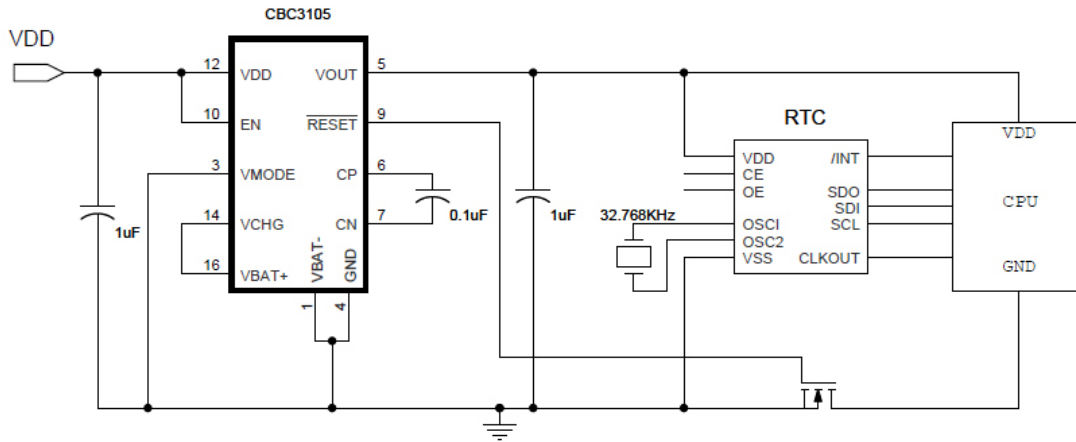 CBC3105
VDD
12 VDD VOUT 5
10 EN RESET 9
3 VMODE CP 6
14 VCHG CN 7
16 VBAT+
VBAT- GND
1 4
1uF
0.1uF
1uF
RTC
VDD /INT
CE
OE SDO
SDI
OSC1 SCL
OSC2
VSS CLKOUT
32.768KHz
VDD
CPU
GND